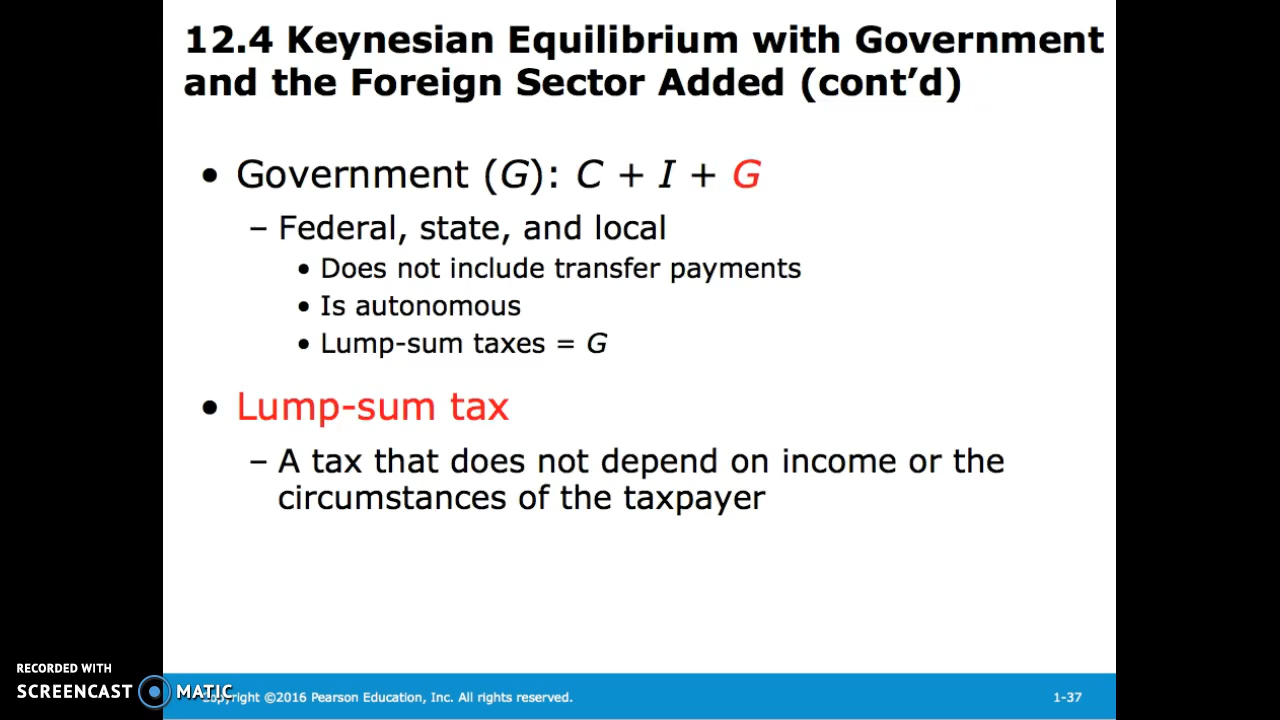 12.4 Keynesian Equilibrium with Government
and the Foreign Sector Added (cont’d)
• Government (G): C + I + G
– Federal, state, and local
• Does not include transfer payments
• Is autonomous
• Lump-sum taxes = G
• Lump-sum tax
– A tax that does not depend on income or the
circumstances of the taxpayer
RECORDED WITH
SCREENCAST MATIC
Copyright ©2016 Pearson Education, Inc. All rights reserved.
1-37